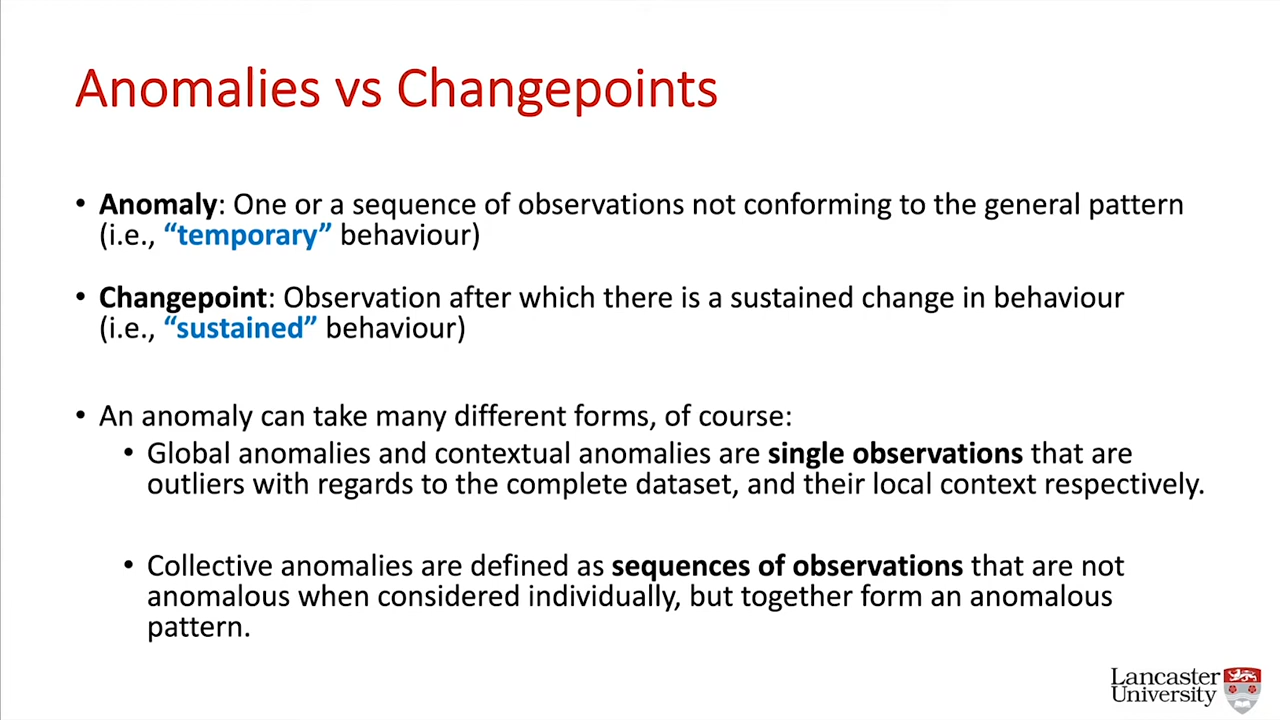 Anomalies vs Changepoints
• Anomaly: One or a sequence of observations not conforming to the general pattern
(i.e., “temporary” behaviour)
• Changepoint: Observation after which there is a sustained change in behaviour
(i.e., “sustained” behaviour)
• An anomaly can take many different forms, of course:
• Global anomalies and contextual anomalies are single observations that are
outliers with regards to the complete dataset, and their local context respectively.
• Collective anomalies are defined as sequences of observations that are not
anomalous when considered individually, but together form an anomalous
pattern.
Lancaster
University